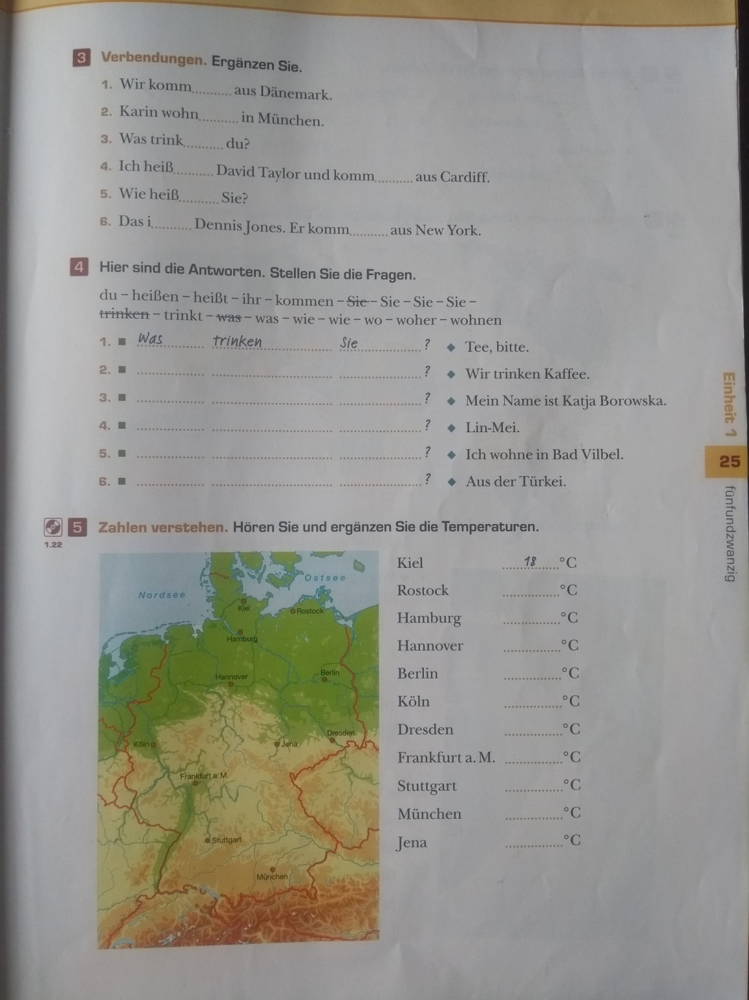 3 Verbendungen. Ergänzen Sie.
1. Wir komm.......... aus Dänemark.
2. Karin wohn.......... in München.
3. Was trink.......... du?
4. Ich heiß.......... David Taylor und komm.......... aus Cardiff.
5. Wie heiß.......... Sie?
6. Das i.......... Dennis Jones. Er komm.......... aus New York.
4 Hier sind die Antworten. Stellen Sie die Fragen.
du – heißen – heißt – ihr – kommen – Sie – Sie – Sie – Sie –
trinken – trinkt – was – was – wie – wie – wo – woher – wohnen
1. ■ Was trinken Sie ? ◆ Tee, bitte.
2. ■ .......... .......... .......... ? ◆ Wir trinken Kaffee.
3. ■ .......... .......... .......... ? ◆ Mein Name ist Katja Borowska.
4. ■ .......... .......... .......... ? ◆ Lin-Mei.
5. ■ .......... .......... .......... ? ◆ Ich wohne in Bad Vilbel.
6. ■ .......... .......... .......... ? ◆ Aus der Türkei.
Einheit 1
25
fünfundzwanzig
5 Zahlen verstehen. Hören Sie und ergänzen Sie die Temperaturen.
1.22
Nordsee
Ostsee
Kiel
Rostock
Hamburg
Hannover
Berlin
Köln
Jena
Dresden
Frankfurt a. M.
Stuttgart
München
Kiel 18 °C
Rostock .......... °C
Hamburg .......... °C
Hannover .......... °C
Berlin .......... °C
Köln .......... °C
Dresden .......... °C
Frankfurt a. M. .......... °C
Stuttgart .......... °C
München .......... °C
Jena .......... °C